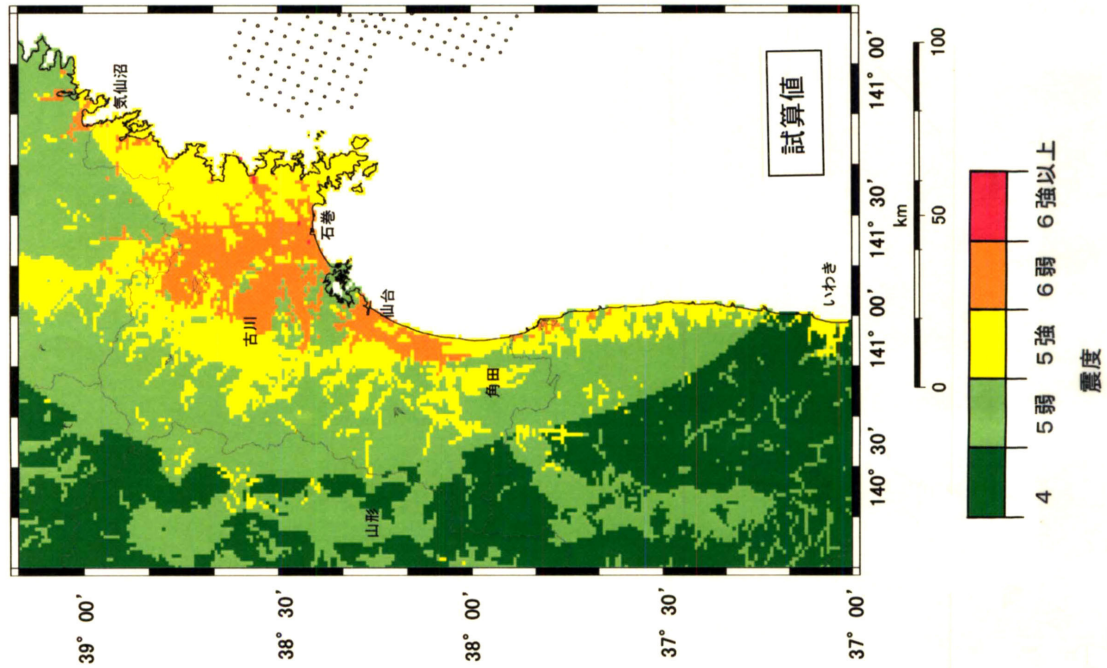 気仙沼
石巻
古川
仙台
角田
山形
いわき
試算値
39° 00'
38° 30'
38° 00'
37° 30'
37° 00'
140° 30'
141° 00'
141° 30'
141° 00'
km
0
50
100
4
5弱
5強
6弱
6強以上
震度